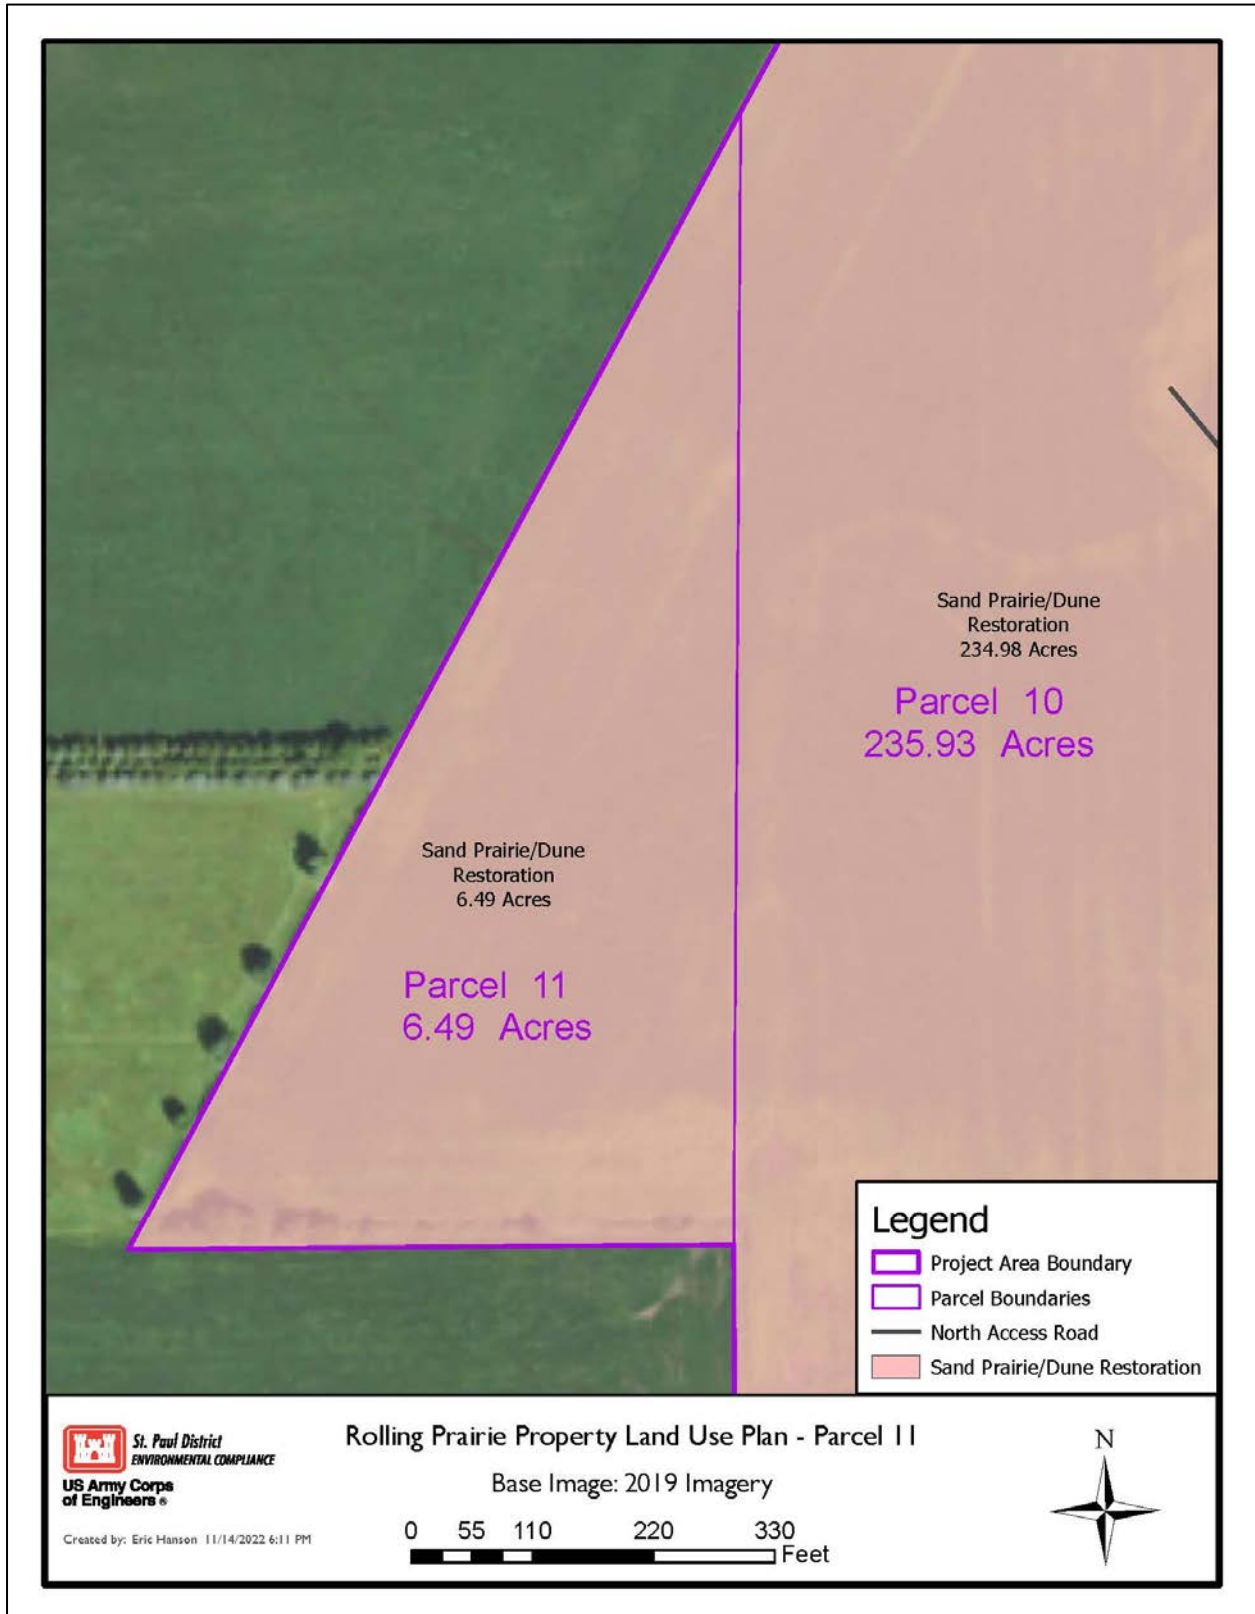 Sand Prairie/Dune
Restoration
234.98 Acres
Parcel 10
235.93 Acres
Sand Prairie/Dune
Restoration
6.49 Acres
Parcel 11
6.49 Acres
Legend
Project Area Boundary
Parcel Boundaries
North Access Road
Sand Prairie/Dune Restoration
St. Paul District
ENVIRONMENTAL COMPLIANCE
US Army Corps
of Engineers ®
Created by: Eric Hanson 11/14/2022 6:11 PM
Rolling Prairie Property Land Use Plan - Parcel 11
Base Image: 2019 Imagery
0 55 110 220 330
Feet
N